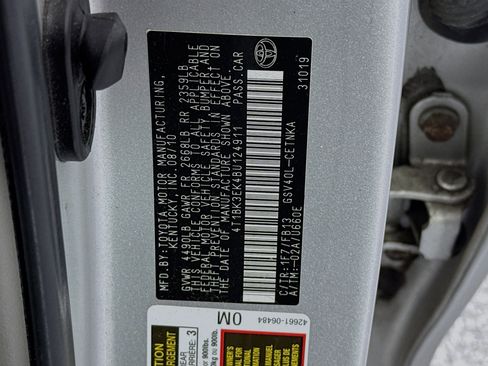 MFD. BY: TOYOTA MOTOR MANUFACTURING,
KENTUCKY, INC. 08/10
GVWR 4490LB GAWR FR 2668LB RR 2359LB
THIS VEHICLE CONFORMS TO ALL APPLICABLE
FEDERAL MOTOR VEHICLE SAFETY, BUMPER, AND
THEFT PREVENTION STANDARDS IN EFFECT ON
THE DATE OF MANUFACTURE SHOWN ABOVE.
4T1BK3EK4BU124911 PASS. CAR
C/TR:1F7/FB13 GSV40L-CETNKA
A/TM:-02A/U660E
31019
OM
42661-06484